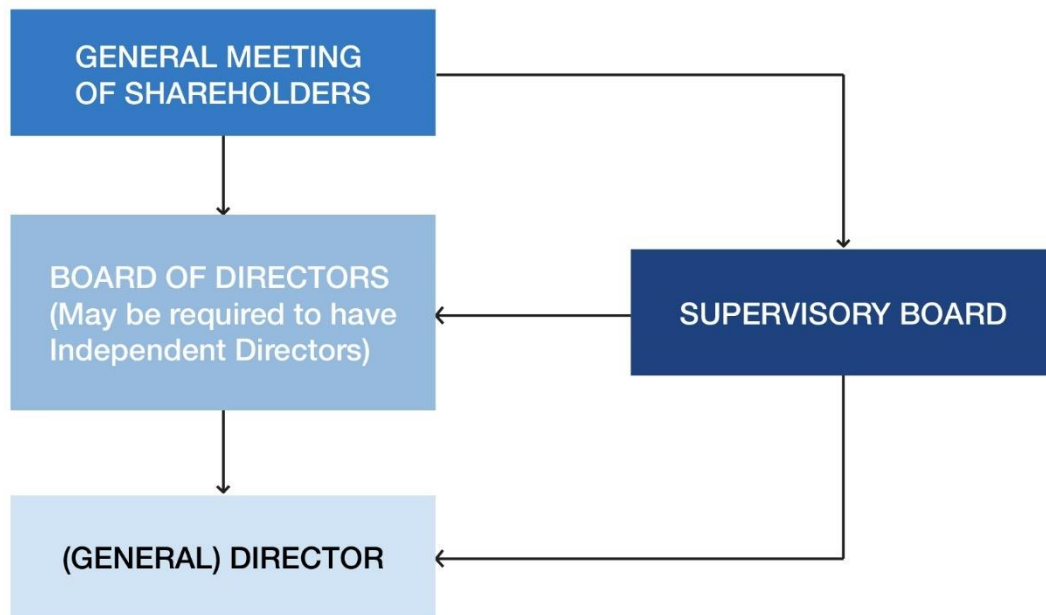 GENERAL MEETING
OF SHAREHOLDERS
BOARD OF DIRECTORS
(May be required to have
Independent Directors)
SUPERVISORY BOARD
(GENERAL) DIRECTOR